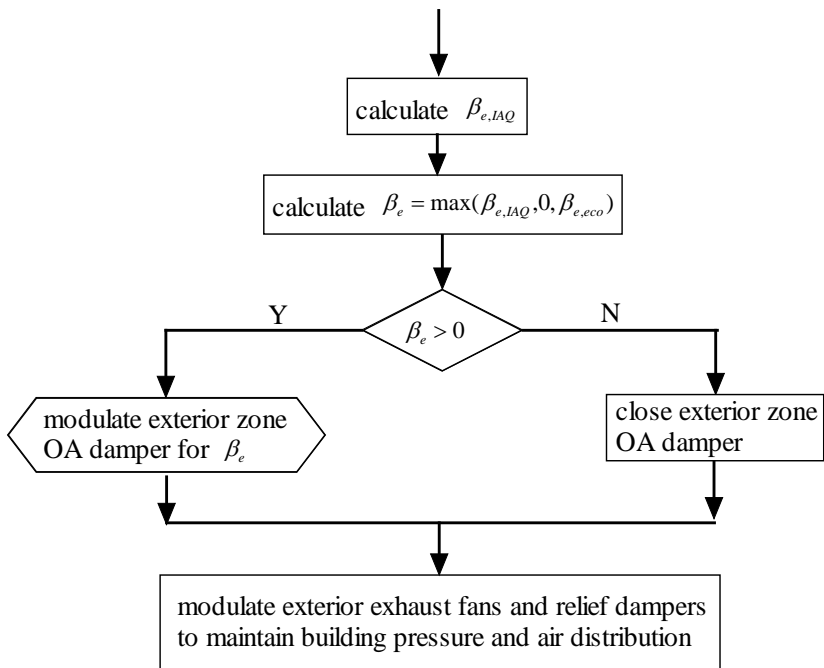 calculate β_{e,IAQ}
calculate β_e = max(β_{e,IAQ},0,β_{e,eco})
Y
N
β_e > 0
modulate exterior zone
OA damper for β_e
close exterior zone
OA damper
modulate exterior exhaust fans and relief dampers
to maintain building pressure and air distribution